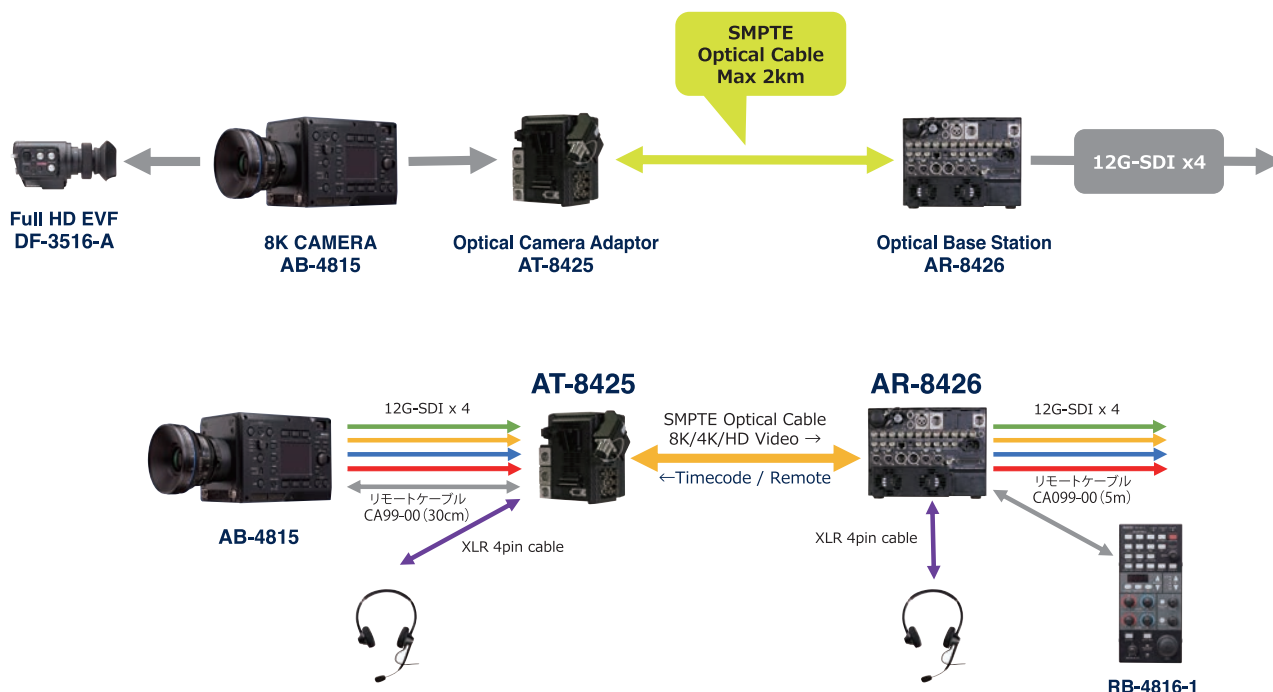 SMPTE
Optical Cable
Max 2km
12G-SDI x4
Full HD EVF
DF-3516-A
8K CAMERA
AB-4815
Optical Camera Adaptor
AT-8425
Optical Base Station
AR-8426
AT-8425
AR-8426
12G-SDI x 4
SMPTE Optical Cable
8K/4K/HD Video →
←Timecode / Remote
12G-SDI x 4
リモートケーブル
CA99-00(30cm)
リモートケーブル
CA099-00(5m)
AB-4815
XLR 4pin cable
XLR 4pin cable
RB-4816-1